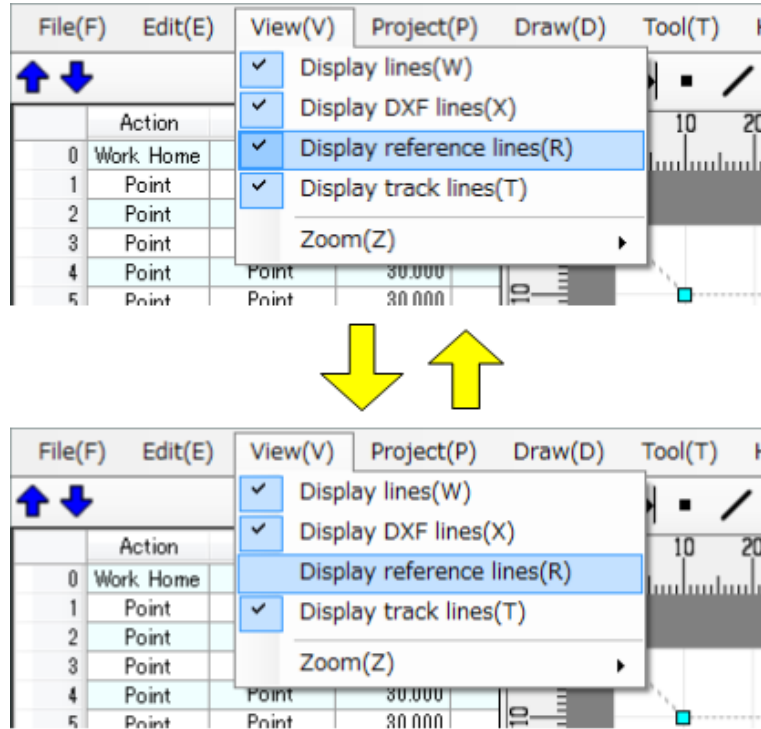 File(F) Edit(E) View(V) Project(P) Draw(D) Tool(T)
Display lines(W)
Display DXF lines(X)
Display reference lines(R)
Display track lines(T)
Zoom(Z)
Action
10 20
0 Work Home
1 Point
2 Point
3 Point
4 Point Point 30.000
5 Point Point 30.000
10
File(F) Edit(E) View(V) Project(P) Draw(D) Tool(T)
Display lines(W)
Display DXF lines(X)
Display reference lines(R)
Display track lines(T)
Zoom(Z)
Action
10 20
0 Work Home
1 Point
2 Point
3 Point
4 Point Point 30.000
5 Point Point 30.000
10